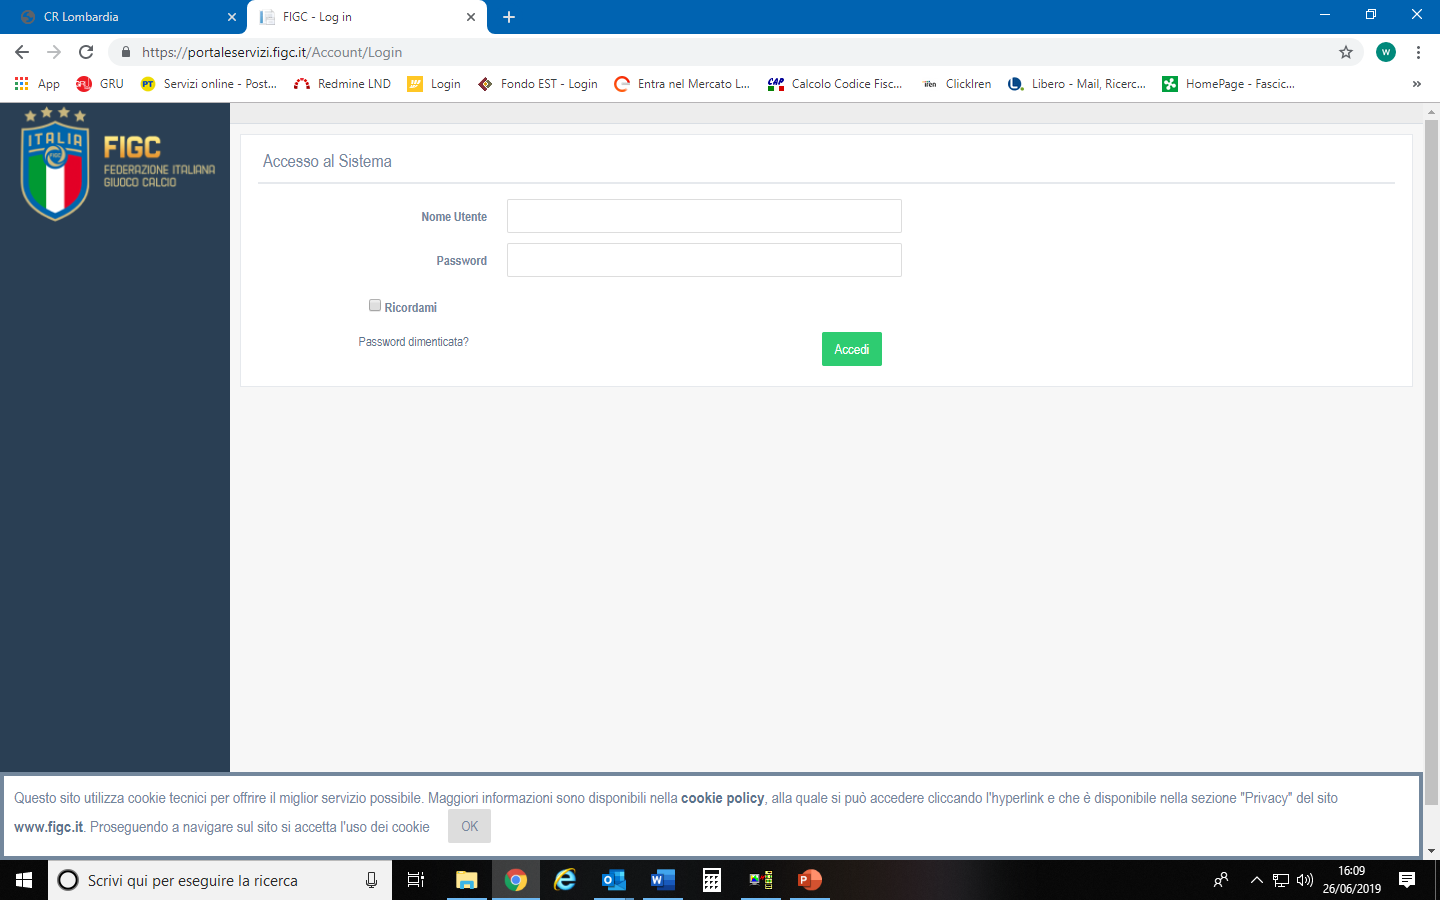 CR Lombardia
FIGC - Log in
https://portaleservizi.figc.it/Account/Login
W
App
GRU
Servizi online - Post...
Redmine LND
Login
Fondo EST - Login
Entra nel Mercato L...
Calcolo Codice Fisc...
ClickIren
Libero - Mail, Ricerc...
HomePage - Fascic...
ITALIA
FIGC
FEDERAZIONE ITALIANA
GIUOCO CALCIO
Accesso al Sistema
Nome Utente
Password
Ricordami
Password dimenticata?
Accedi
Questo sito utilizza cookie tecnici per offrire il miglior servizio possibile. Maggiori informazioni sono disponibili nella cookie policy, alla quale si può accedere cliccando l'hyperlink e che è disponibile nella sezione "Privacy" del sito
www.figc.it. Proseguendo a navigare sul sito si accetta l'uso dei cookie OK
Scrivi qui per eseguire la ricerca
16:09
26/06/2019